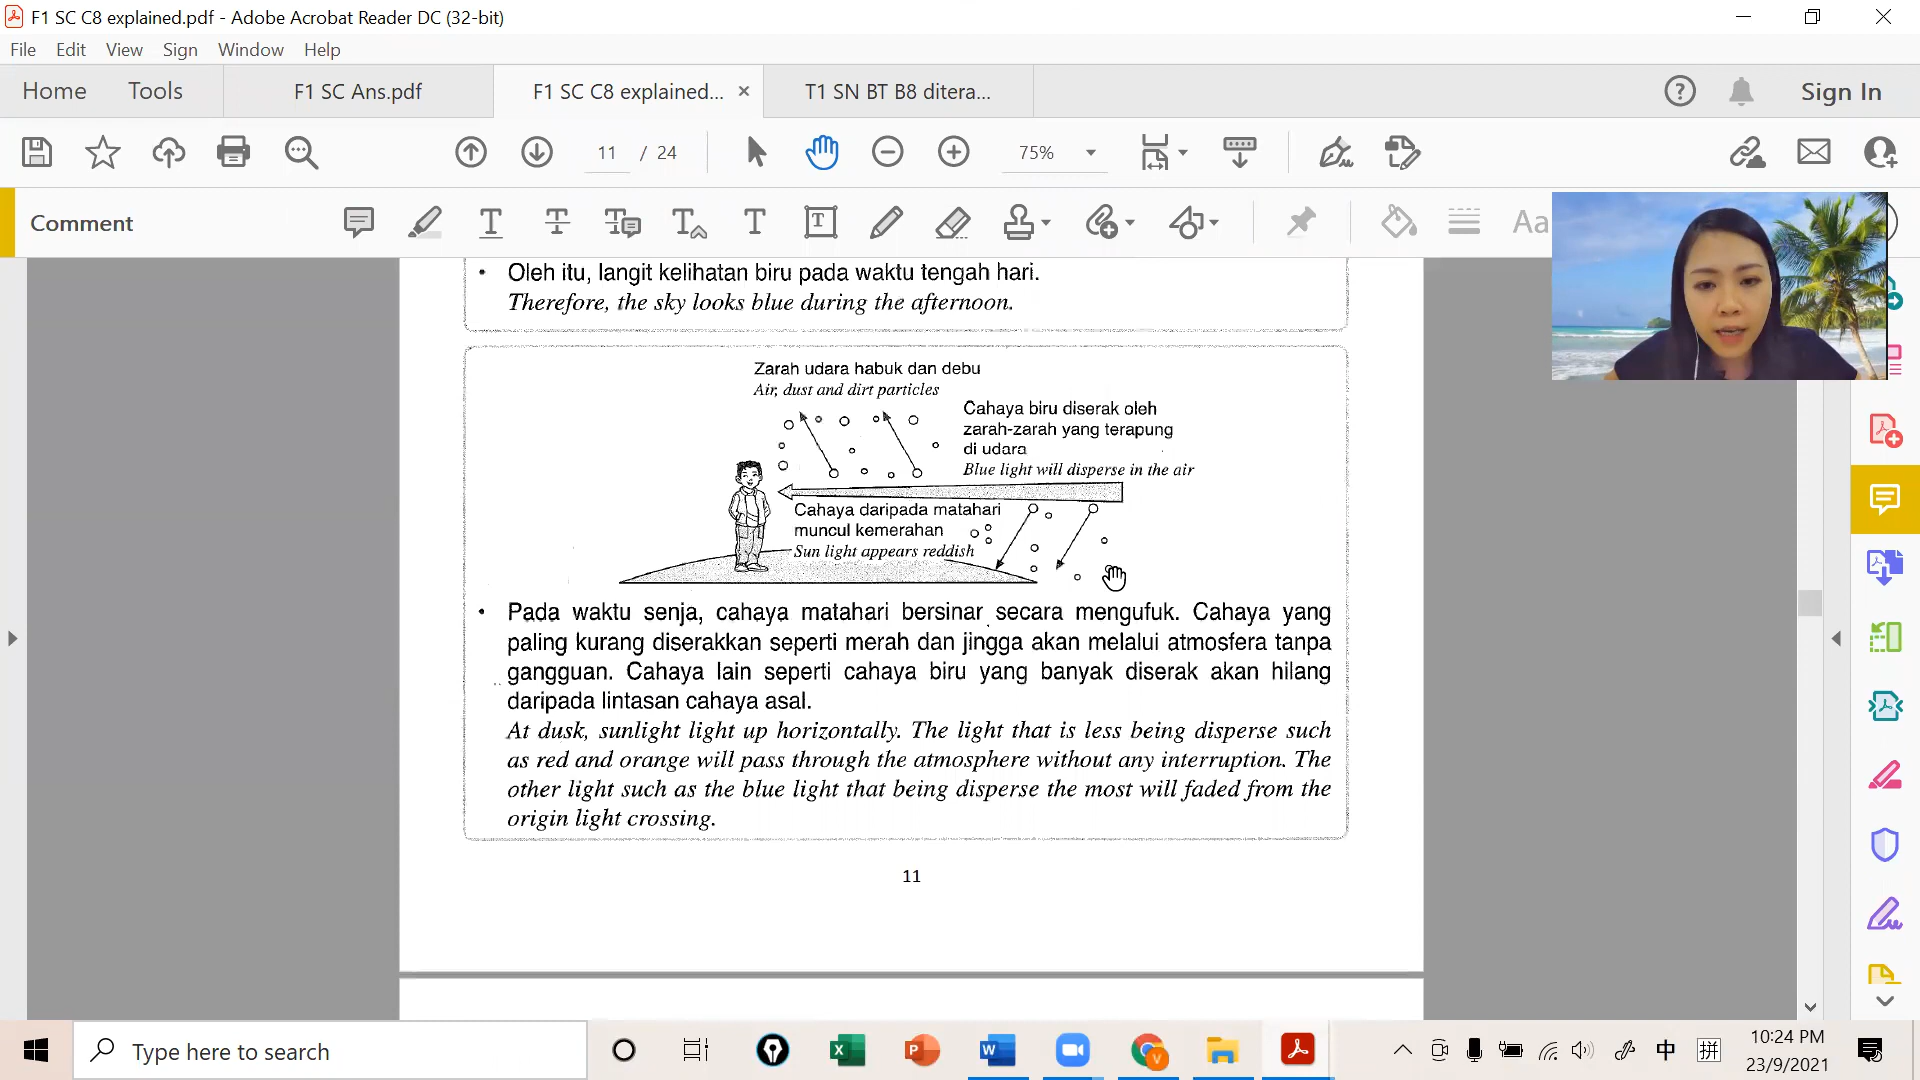 F1 SC C8 explained.pdf - Adobe Acrobat Reader DC (32-bit)
File Edit View Sign Window Help
Home Tools F1 SC Ans.pdf F1 SC C8 explained... × T1 SN BT B8 ditera... Sign In
11 / 24 75%
Comment Aa
• Oleh itu, langit kelihatan biru pada waktu tengah hari.
Therefore, the sky looks blue during the afternoon.
Zarah udara habuk dan debu
Air, dust and dirt particles
Cahaya biru diserak oleh
zarah-zarah yang terapung
di udara
Blue light will disperse in the air
Cahaya daripada matahari
muncul kemerahan
Sun light appears reddish
• Pada waktu senja, cahaya matahari bersinar secara mengufuk. Cahaya yang
paling kurang diserakkan seperti merah dan jingga akan melalui atmosfera tanpa
gangguan. Cahaya lain seperti cahaya biru yang banyak diserak akan hilang
daripada lintasan cahaya asal.
At dusk, sunlight light up horizontally. The light that is less being disperse such
as red and orange will pass through the atmosphere without any interruption. The
other light such as the blue light that being disperse the most will faded from the
origin light crossing.
11
Type here to search
中 拼
10:24 PM
23/9/2021